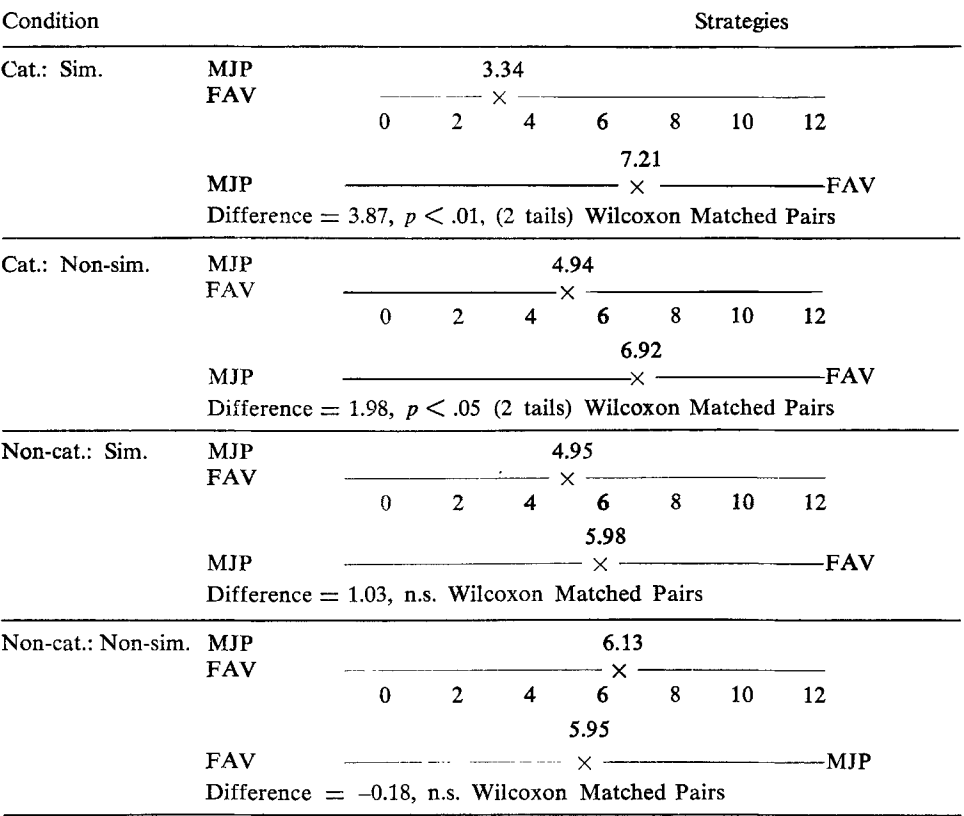 Condition Strategies
Cat.: Sim. MJP 3.34
FAV ×
0 2 4 6 8 10 12
7.21
MJP × FAV
Difference = 3.87, p < .01, (2 tails) Wilcoxon Matched Pairs
Cat.: Non-sim. MJP 4.94
FAV ×
0 2 4 6 8 10 12
6.92
MJP × FAV
Difference = 1.98, p < .05 (2 tails) Wilcoxon Matched Pairs
Non-cat.: Sim. MJP 4.95
FAV ×
0 2 4 6 8 10 12
5.98
MJP × FAV
Difference = 1.03, n.s. Wilcoxon Matched Pairs
Non-cat.: Non-sim. MJP 6.13
FAV ×
0 2 4 6 8 10 12
5.95
FAV × MJP
Difference = –0.18, n.s. Wilcoxon Matched Pairs